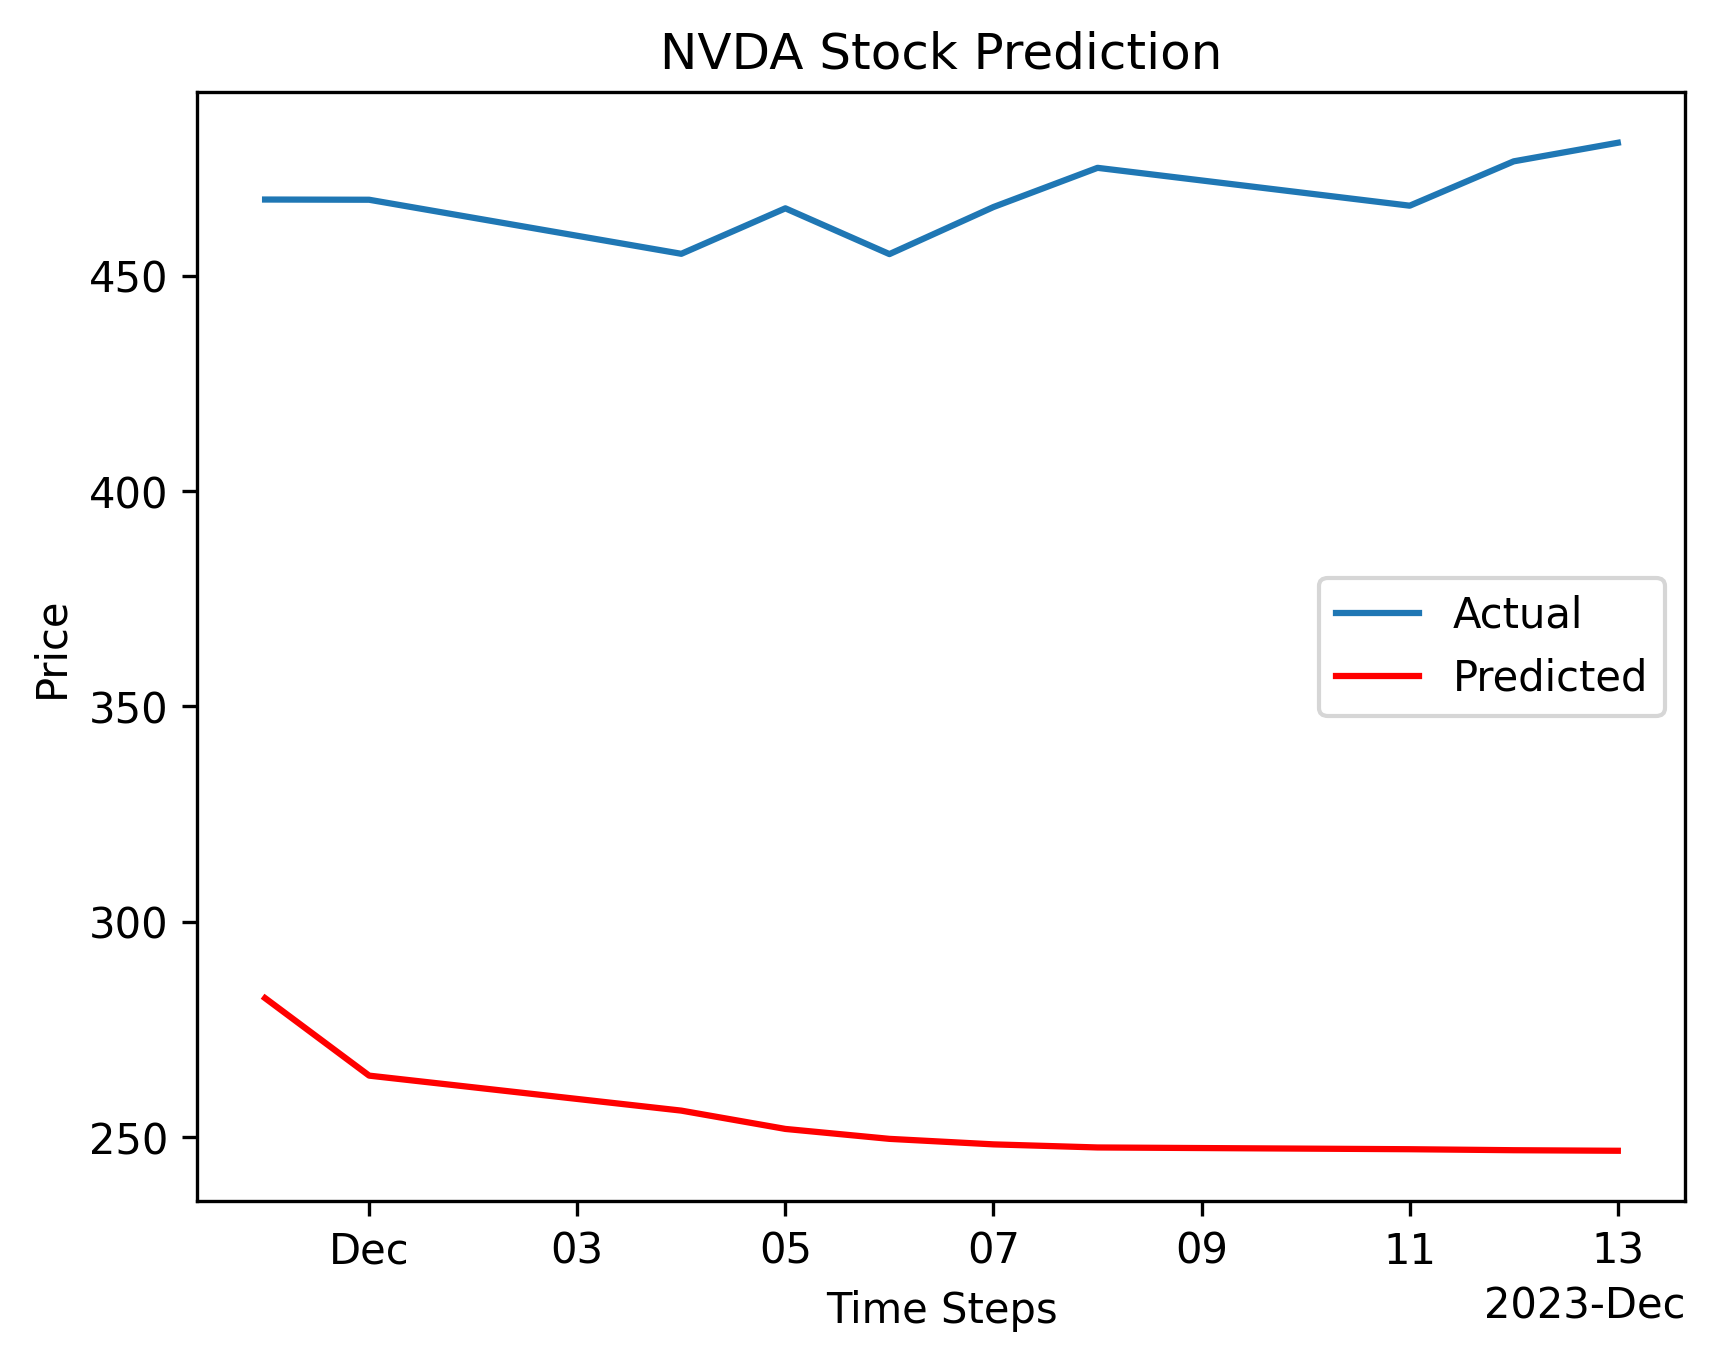 NVDA Stock Prediction
Price
450
400
350
300
250
Actual
Predicted
Dec 03 05 07 09 11 13
Time Steps
2023-Dec